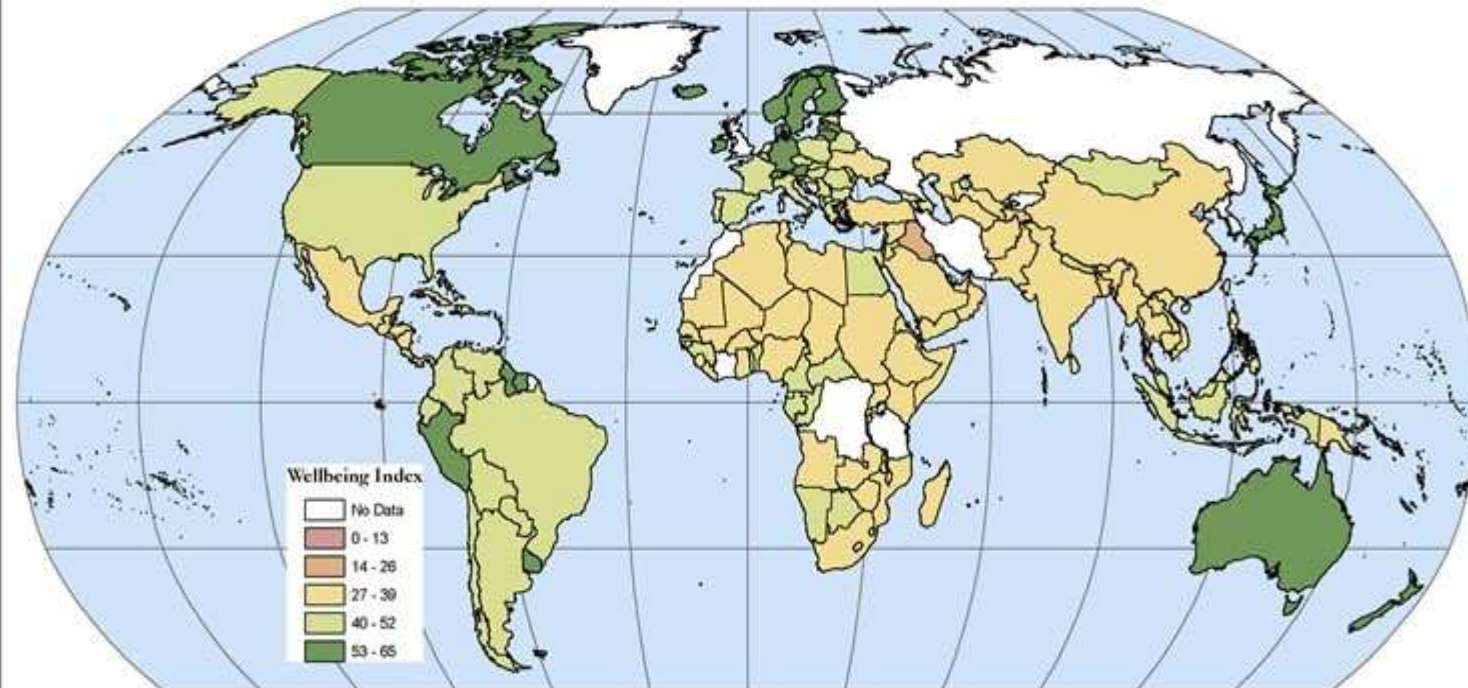 Wellbeing Index
No Data
0 - 13
14 - 26
27 - 39
40 - 52
53 - 65